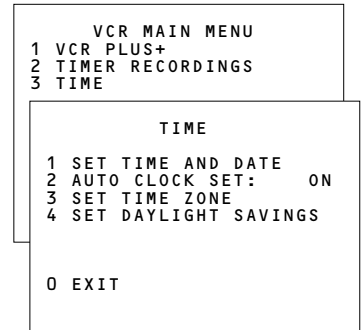 VCR MAIN MENU
1 VCR PLUS+
2 TIMER RECORDINGS
3 TIME
TIME
1 SET TIME AND DATE
2 AUTO CLOCK SET: ON
3 SET TIME ZONE
4 SET DAYLIGHT SAVINGS
0 EXIT